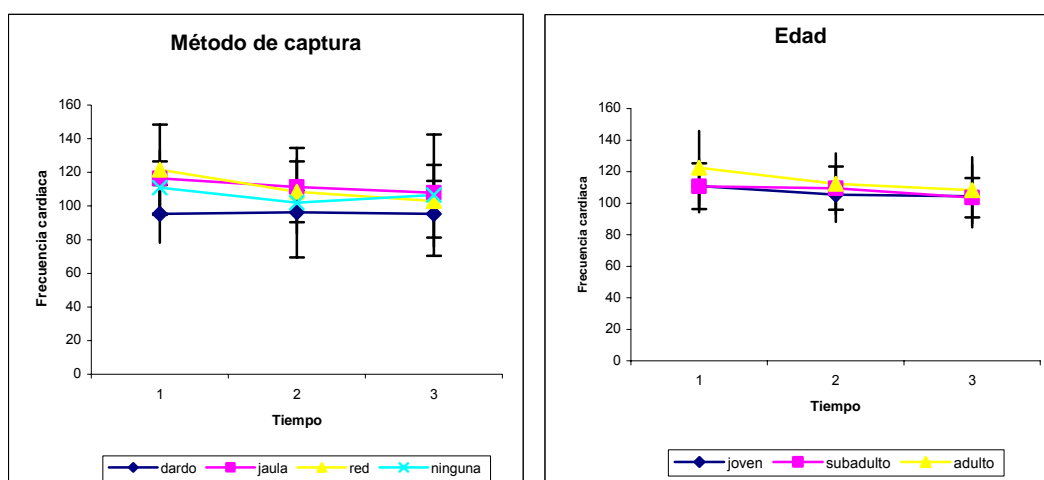 Método de captura
160
140
120
100
80
60
40
20
0
Frecuencia cardiaca
1 2 3
Tiempo
dardo jaula red ninguna
Edad
160
140
120
100
80
60
40
20
0
Frecuencia cardiaca
1 2 3
Tiempo
joven subadulto adulto